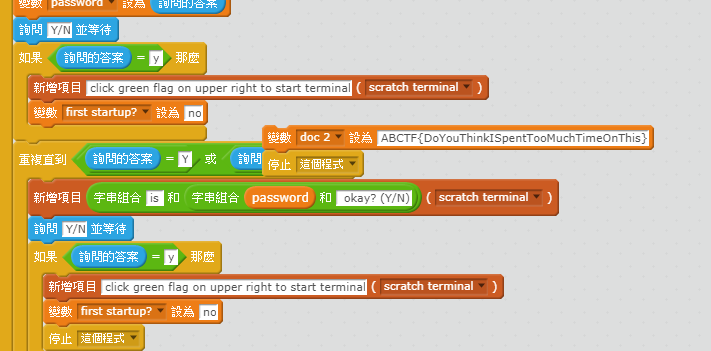 變數 password 設為 詢問的答案
詢問 Y/N 並等待
如果 詢問的答案 = y 那麼
新增項目 click green flag on upper right to start terminal ( scratch terminal )
變數 first startup? 設為 no
變數 doc 2 設為 ABCTF{DoYouThinkISpentTooMuchTimeOnThis}
重複直到 詢問的答案 = Y 或 詢問
停止 這個程式
新增項目 字串組合 is 和 字串組合 password 和 okay? (Y/N) ( scratch terminal )
詢問 Y/N 並等待
如果 詢問的答案 = y 那麼
新增項目 click green flag on upper right to start terminal ( scratch terminal )
變數 first startup? 設為 no
停止 這個程式